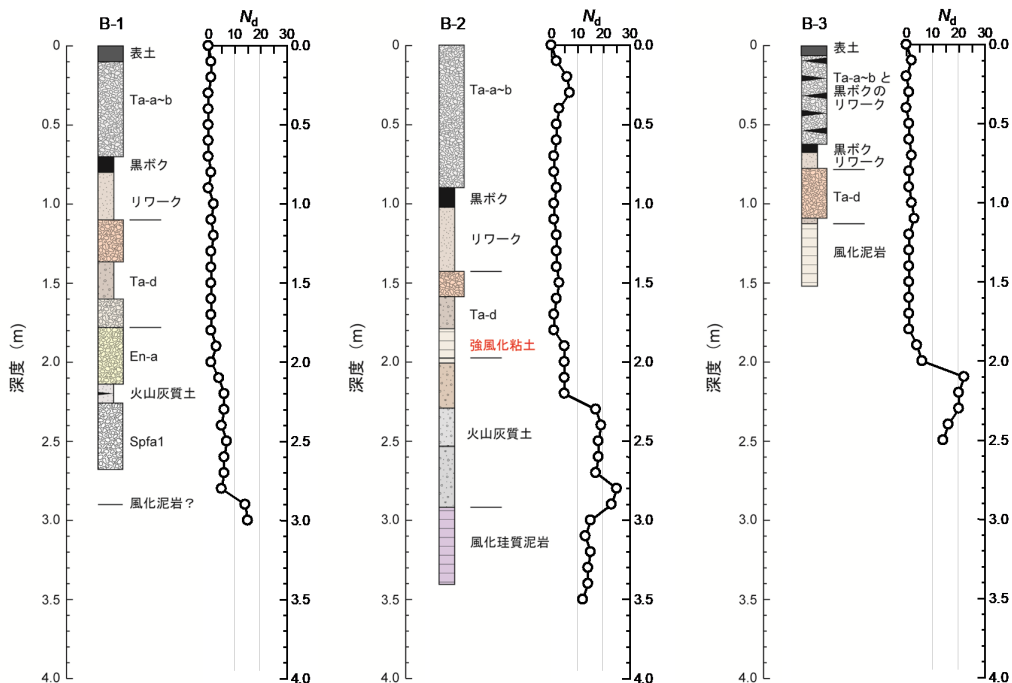 B-1
N_d
0 10 20 30
0
0.5
1.0
1.5
2.0
2.5
3.0
3.5
4.0
深度 (m)
表土
Ta-a~b
黒ボク
リワーク
Ta-d
En-a
火山灰質土
Spfa1
風化泥岩？
0.0
0.5
1.0
1.5
2.0
2.5
3.0
3.5
4.0
B-2
N_d
0 10 20 30
0
0.5
1.0
1.5
2.0
2.5
3.0
3.5
4.0
深度 (m)
Ta-a~b
黒ボク
リワーク
Ta-d
強風化粘土
火山灰質土
風化珪質泥岩
0.0
0.5
1.0
1.5
2.0
2.5
3.0
3.5
4.0
B-3
N_d
0 10 20 30
0
0.5
1.0
1.5
2.0
2.5
3.0
3.5
4.0
深度 (m)
表土
Ta-a~b と
黒ボクの
リワーク
黒ボク
リワーク
Ta-d
風化泥岩
0.0
0.5
1.0
1.5
2.0
2.5
3.0
3.5
4.0